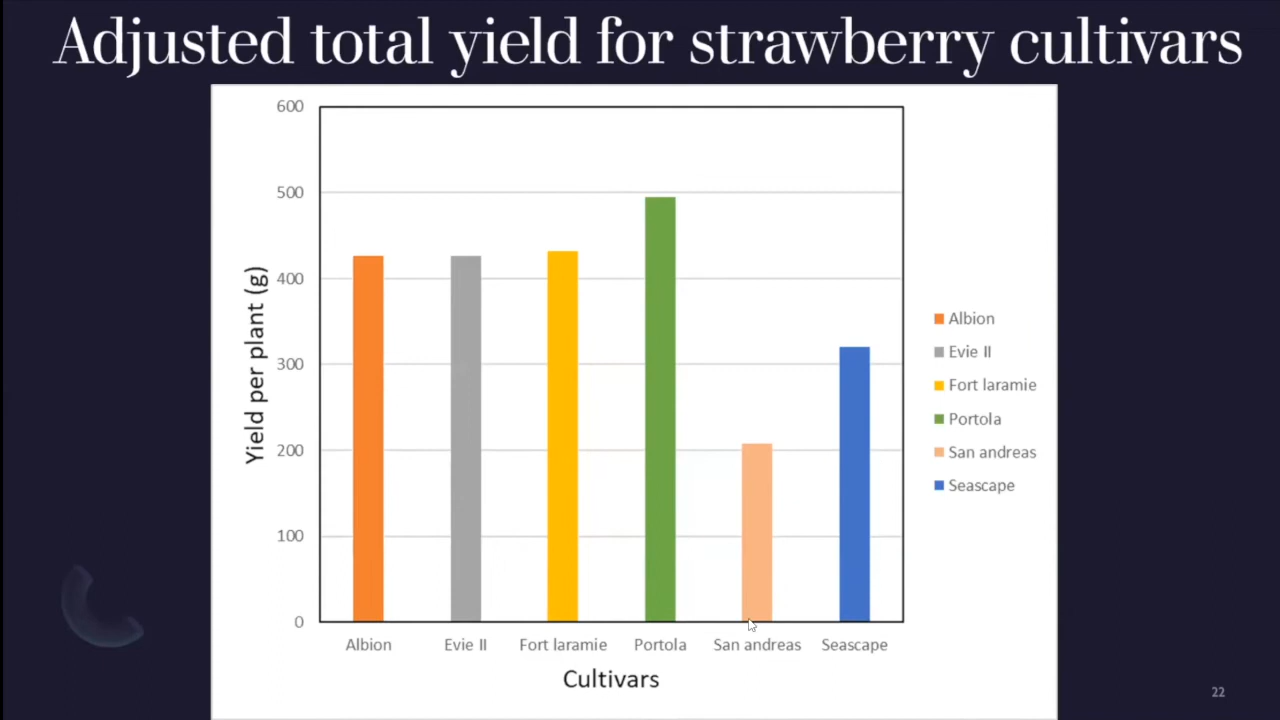 Adjusted total yield for strawberry cultivars
600
500
400
300
200
100
0
Yield per plant (g)
Albion
Evie II
Fort laramie
Portola
San andreas
Seascape
Albion Evie II Fort laramie Portola San andreas Seascape
Cultivars
22